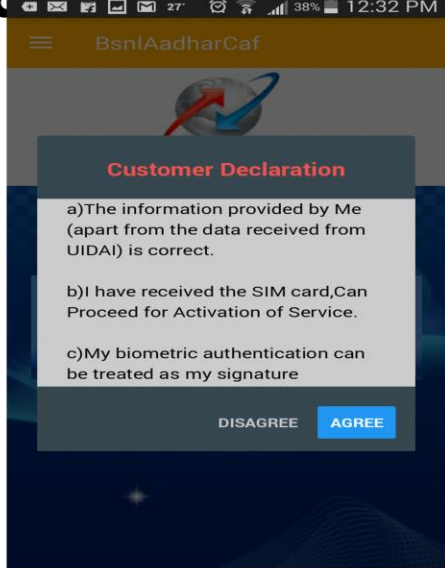 27° 38% 12:32 PM
BsnlAadharCaf
Customer Declaration
a)The information provided by Me
(apart from the data received from
UIDAI) is correct.
b)I have received the SIM card,Can
Proceed for Activation of Service.
c)My biometric authentication can
be treated as my signature
DISAGREE AGREE